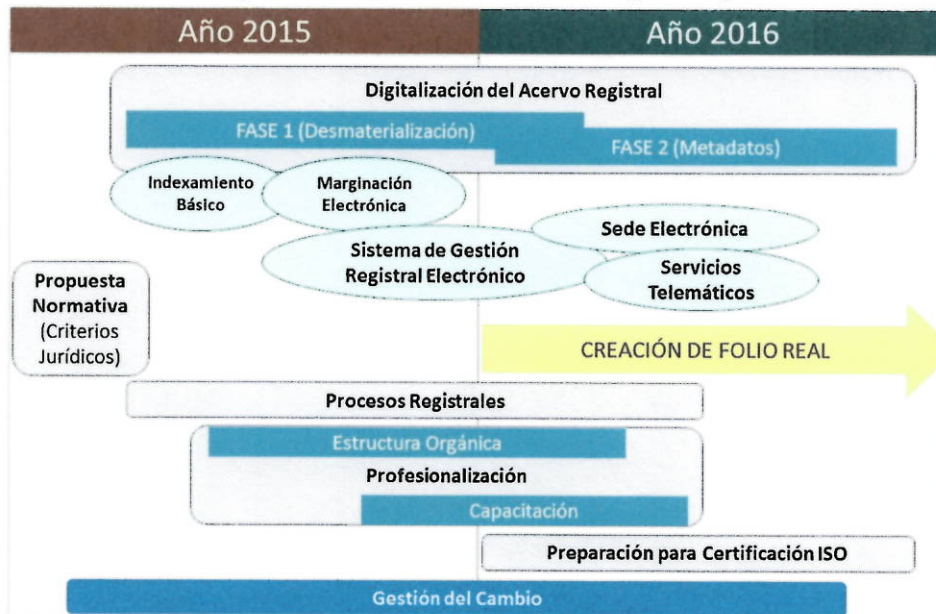 Año 2015
Año 2016
Digitalización del Acervo Registral
FASE 1 (Desmaterialización)
FASE 2 (Metadatos)
Indexamiento
Básico
Marginación
Electrónica
Sede Electrónica
Sistema de Gestión
Registral Electrónico
Servicios
Telemáticos
Propuesta
Normativa
(Criterios
Jurídicos)
CREACIÓN DE FOLIO REAL
Procesos Registrales
Estructura Orgánica
Profesionalización
Capacitación
Preparación para Certificación ISO
Gestión del Cambio